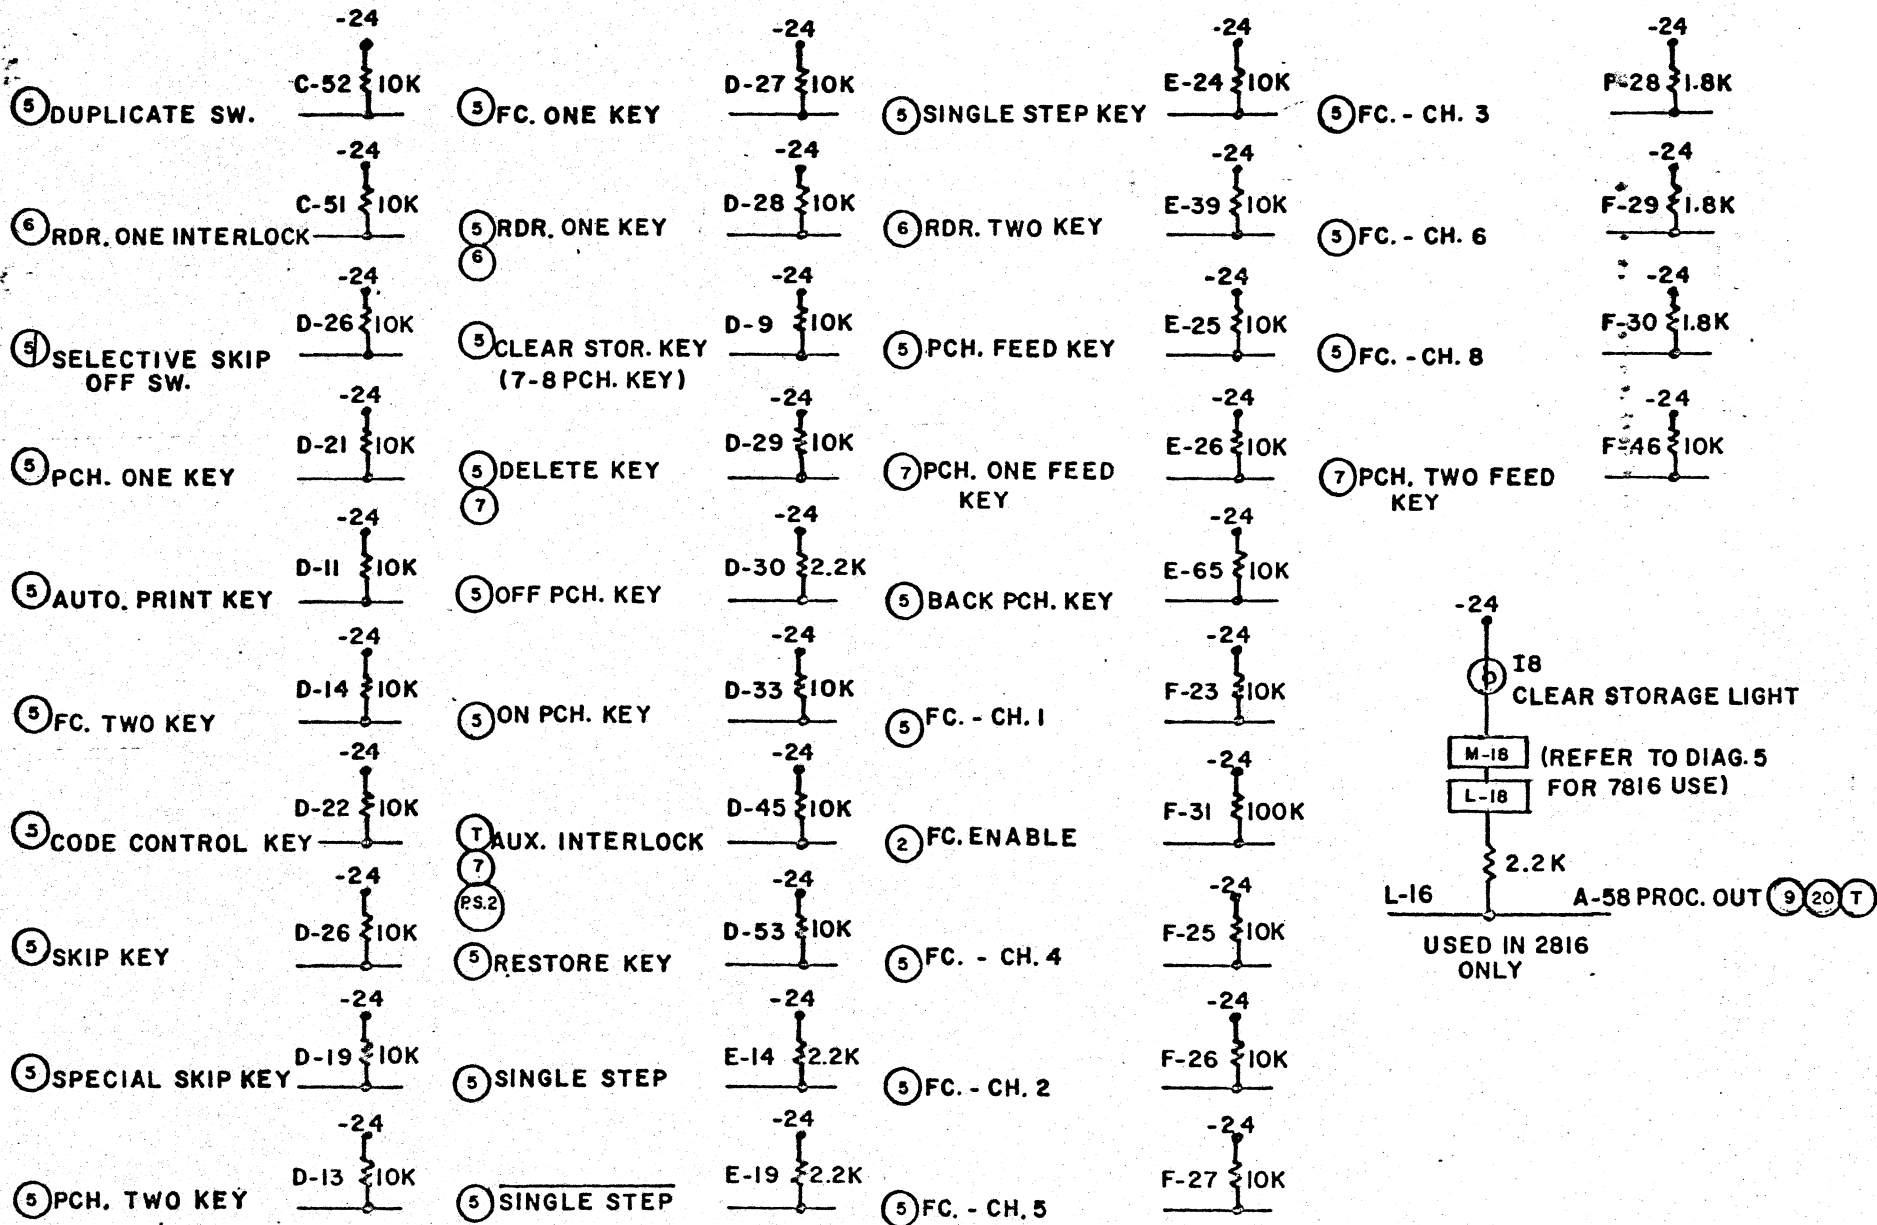 -24
C-52 10K
5 DUPLICATE SW.
-24
C-51 10K
6 RDR. ONE INTERLOCK
-24
D-26 10K
5 SELECTIVE SKIP
OFF SW.
-24
D-21 10K
5 PCH. ONE KEY
-24
D-11 10K
5 AUTO. PRINT KEY
-24
D-14 10K
5 FC. TWO KEY
-24
D-22 10K
5 CODE CONTROL KEY
-24
D-26 10K
5 SKIP KEY
-24
D-19 10K
5 SPECIAL SKIP KEY
-24
D-13 10K
5 PCH. TWO KEY
-24
D-27 10K
5 FC. ONE KEY
-24
D-28 10K
5 RDR. ONE KEY
6
-24
D-9 10K
5 CLEAR STOR. KEY
(7-8 PCH. KEY)
-24
D-29 10K
5 DELETE KEY
7
-24
D-30 2.2K
5 OFF PCH. KEY
-24
D-33 10K
5 ON PCH. KEY
-24
D-45 10K
T AUX. INTERLOCK
7
P.S.2
-24
D-53 10K
5 RESTORE KEY
-24
E-14 2.2K
5 SINGLE STEP
-24
E-19 2.2K
5 SINGLE STEP
-24
E-24 10K
5 SINGLE STEP KEY
-24
E-39 10K
6 RDR. TWO KEY
-24
E-25 10K
5 PCH. FEED KEY
-24
E-26 10K
7 PCH. ONE FEED
KEY
-24
E-65 10K
5 BACK PCH. KEY
-24
F-23 10K
5 FC. - CH. 1
-24
F-31 100K
2 FC. ENABLE
-24
F-25 10K
5 FC. - CH. 4
-24
F-26 10K
5 FC. - CH. 2
-24
F-27 10K
5 FC. - CH. 5
-24
F-28 1.8K
5 FC. - CH. 3
-24
F-29 1.8K
5 FC. - CH. 6
-24
F-30 1.8K
5 FC. - CH. 8
-24
F-46 10K
7 PCH. TWO FEED
KEY
-24
I8
CLEAR STORAGE LIGHT
M-18 (REFER TO DIAG. 5
L-18 FOR 7816 USE)
2.2K
L-16 A-58 PROC. OUT 9 20 T
USED IN 2816
ONLY